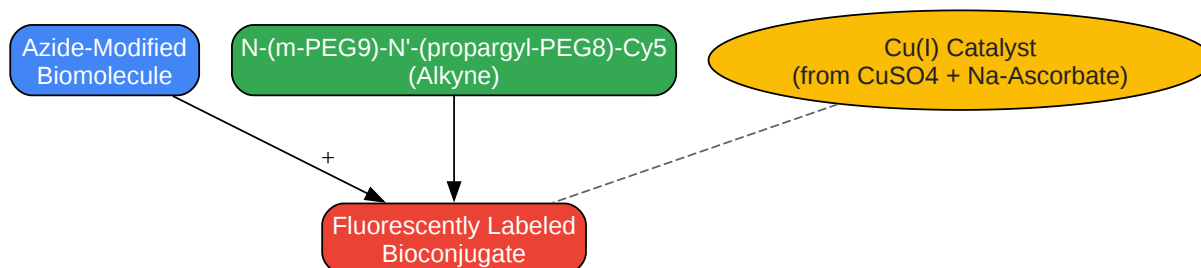 Azide-Modified
Biomolecule
N-(m-PEG9)-N'-(propargyl-PEG8)-Cy5
(Alkyne)
Cu(I) Catalyst
(from CuSO4 + Na-Ascorbate)
+
Fluorescently Labeled
Bioconjugate